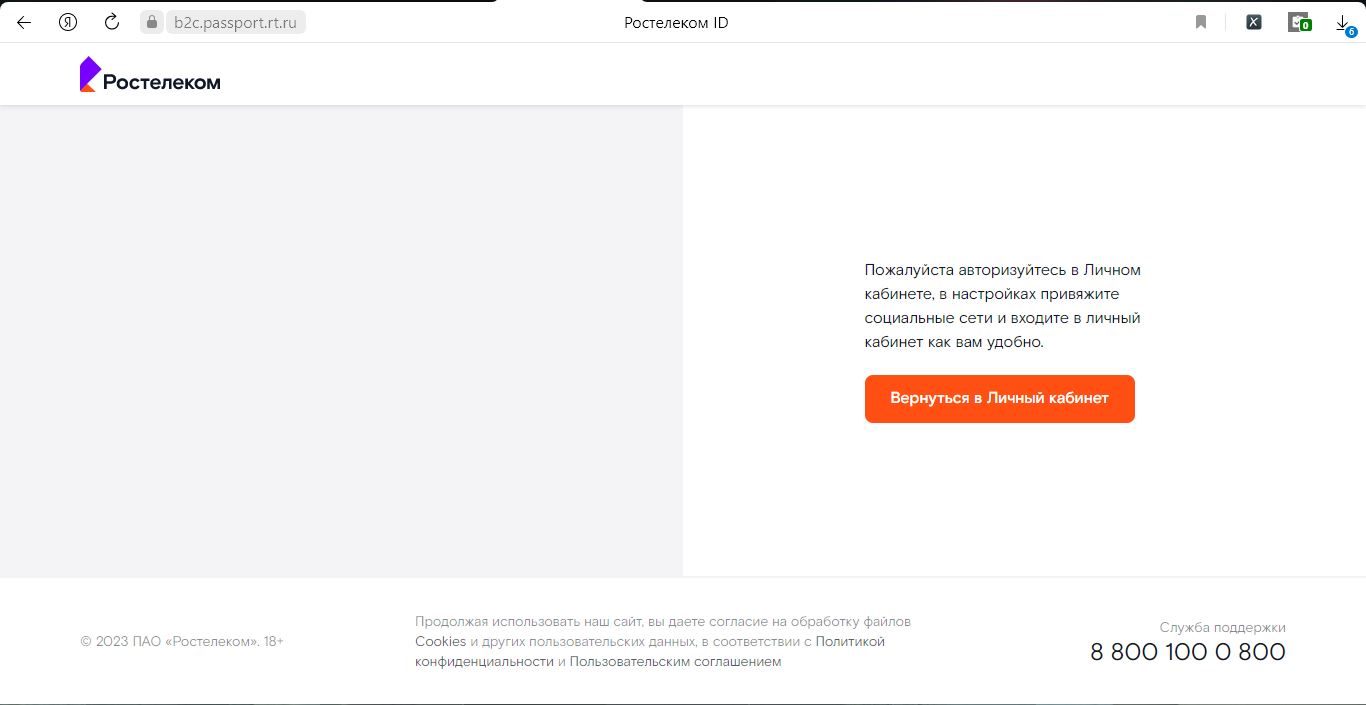 b2c.passport.rt.ru
Ростелеком ID
0
6
Ростелеком
Пожалуйста авторизуйтесь в Личном
кабинете, в настройках привяжите
социальные сети и входите в личный
кабинет как вам удобно.
Вернуться в Личный кабинет
© 2023 ПАО «Ростелеком». 18+
Продолжая использовать наш сайт, вы даете согласие на обработку файлов
Cookies и других пользовательских данных, в соответствии с Политикой
конфиденциальности и Пользовательским соглашением
Служба поддержки
8 800 100 0 800